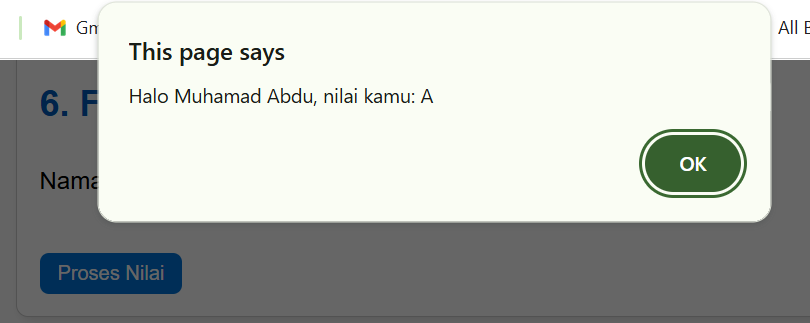 Gm
All
This page says
Halo Muhamad Abdu, nilai kamu: A
OK
6. F
Nama
Proses Nilai